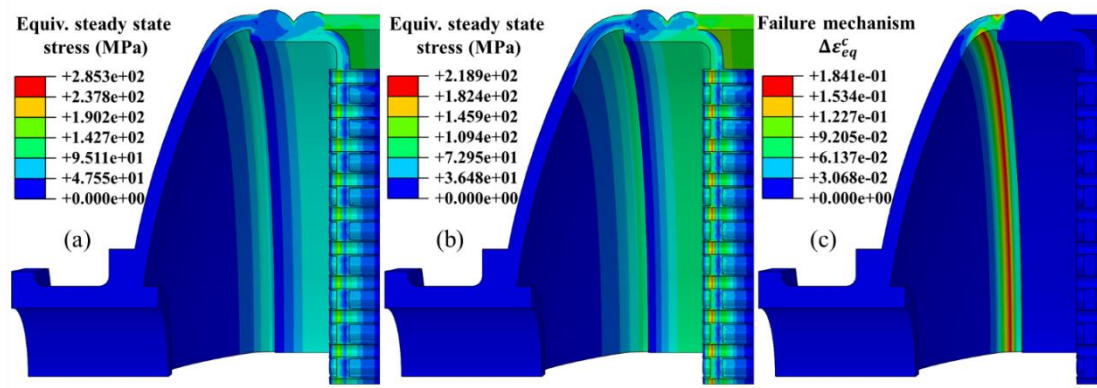 Equiv. steady state
stress (MPa)
+2.853e+02
+2.378e+02
+1.902e+02
+1.427e+02
+9.511e+01
+4.755e+01
+0.000e+00
(a)
Equiv. steady state
stress (MPa)
+2.189e+02
+1.824e+02
+1.459e+02
+1.094e+02
+7.295e+01
+3.648e+01
+0.000e+00
(b)
Failure mechanism
Δε^c_eq
+1.841e-01
+1.534e-01
+1.227e-01
+9.205e-02
+6.137e-02
+3.068e-02
+0.000e+00
(c)